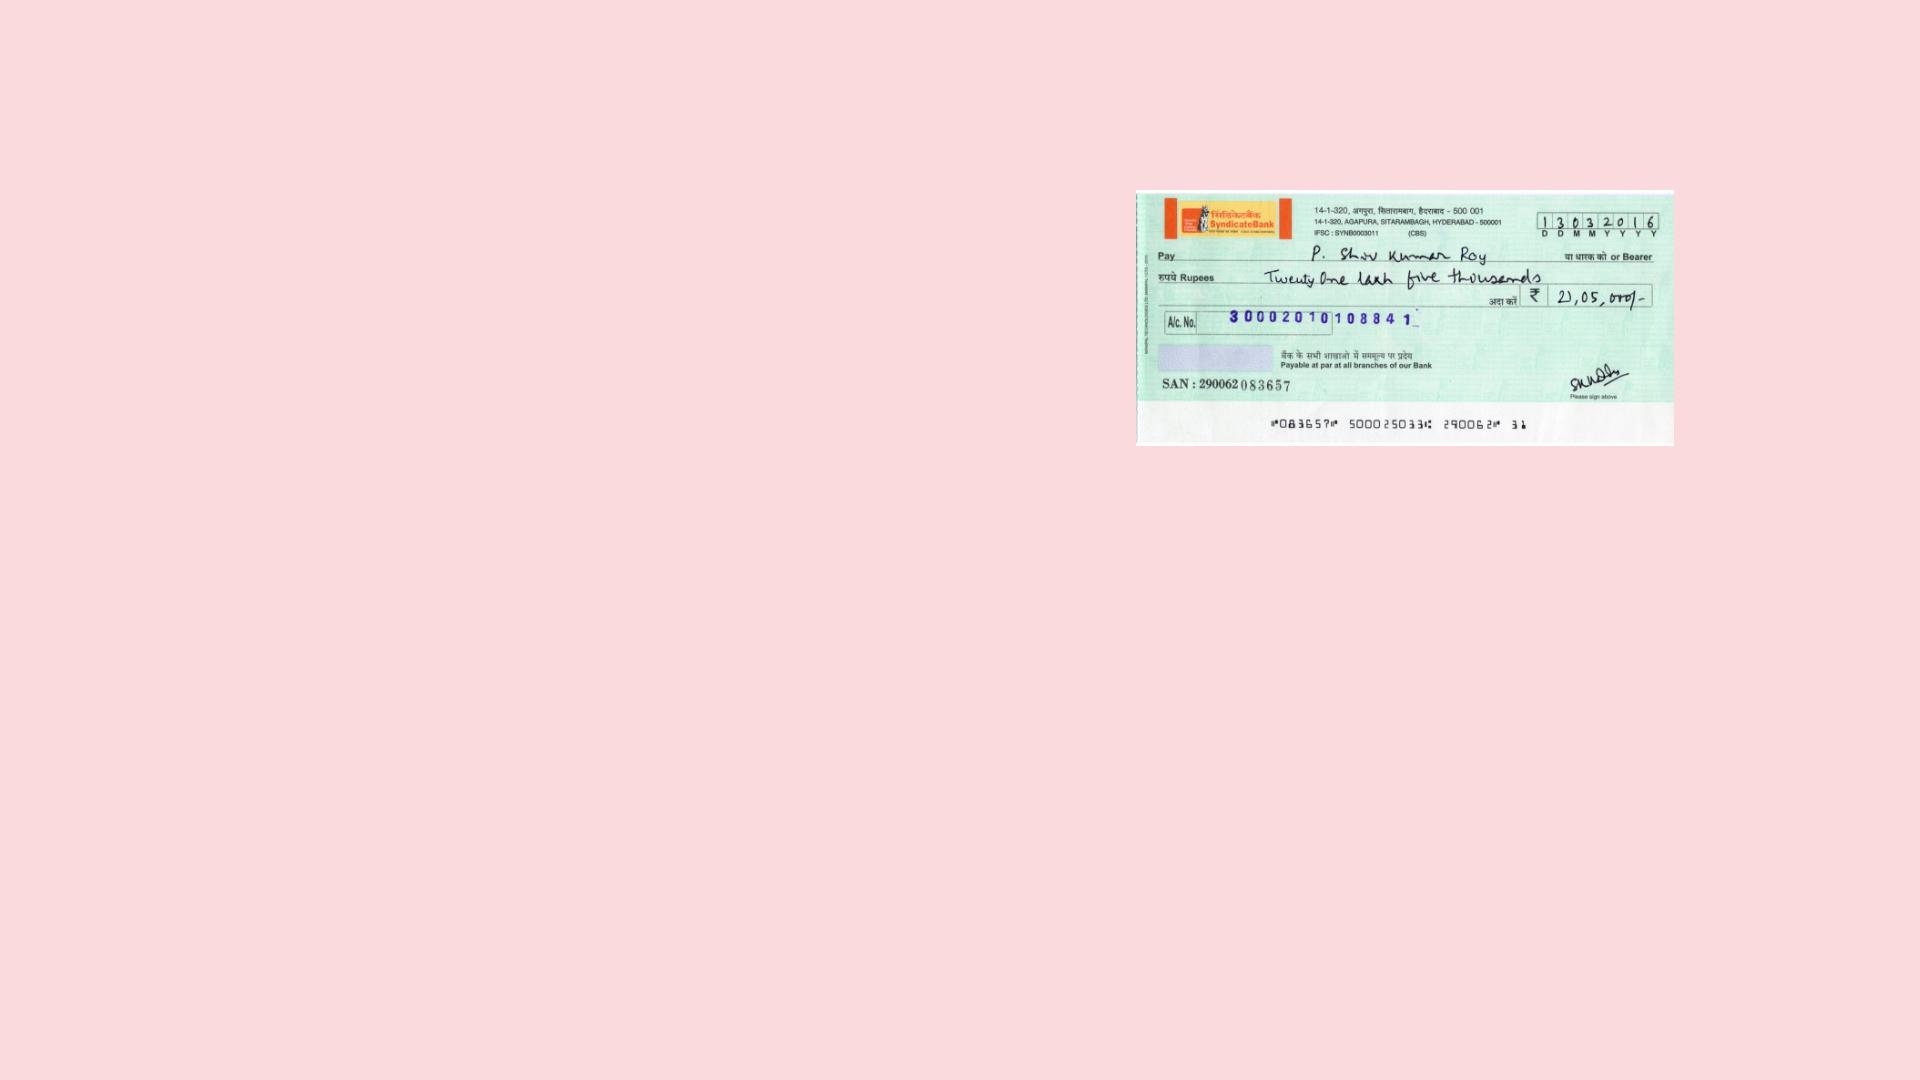 सिंडिकेटबैंक
SyndicateBank
14-1-320, अगपुरा, सितारामबाग, हैदराबाद - 500 001
14-1-320, AGAPURA, SITARAMBAGH, HYDERABAD - 500001
IFSC : SYNB0003011 (CBS)
1 3 0 3 2 0 1 6
D D M M Y Y Y Y
Pay P. Shiv Kumar Roy या धारक को or Bearer
रुपये Rupees Twenty One lakh five thousands
अदा करें ₹ 21,05,000/-
A/c. No. 30002010108841
बैंक के सभी शाखाओं में सममूल्य पर प्रदेय
Payable at par at all branches of our Bank
SAN : 290062 083657
Please sign above
⑈083657⑈ 500025033⑆ 290062⑈ 31